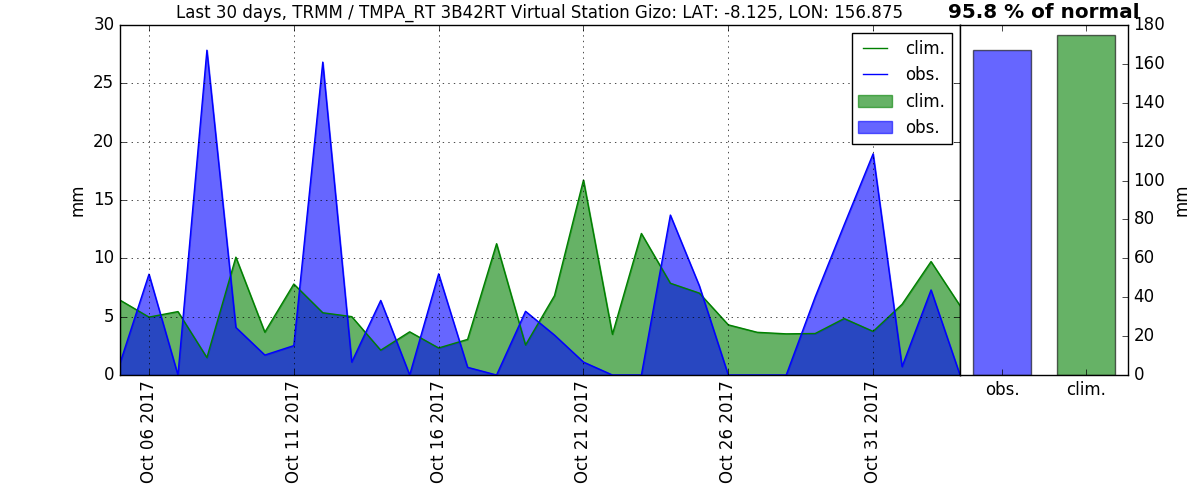 Last 30 days, TRMM / TMPA_RT 3B42RT Virtual Station Gizo: LAT: -8.125, LON: 156.875
95.8 % of normal
30
25
20
15
10
5
0
mm
clim.
obs.
clim.
obs.
Oct 06 2017
Oct 11 2017
Oct 16 2017
Oct 21 2017
Oct 26 2017
Oct 31 2017
180
160
140
120
100
80
60
40
20
0
mm
obs.
clim.